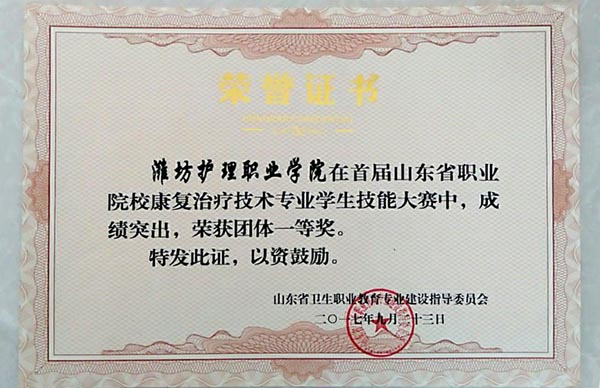 荣誉证书
潍坊护理职业学院在首届山东省职业
院校康复治疗技术专业学生技能大赛中，成
绩突出，荣获团体一等奖。
特发此证，以资鼓励。
山东省卫生职业教育专业建设指导委员会
二〇一七年九月二十三日